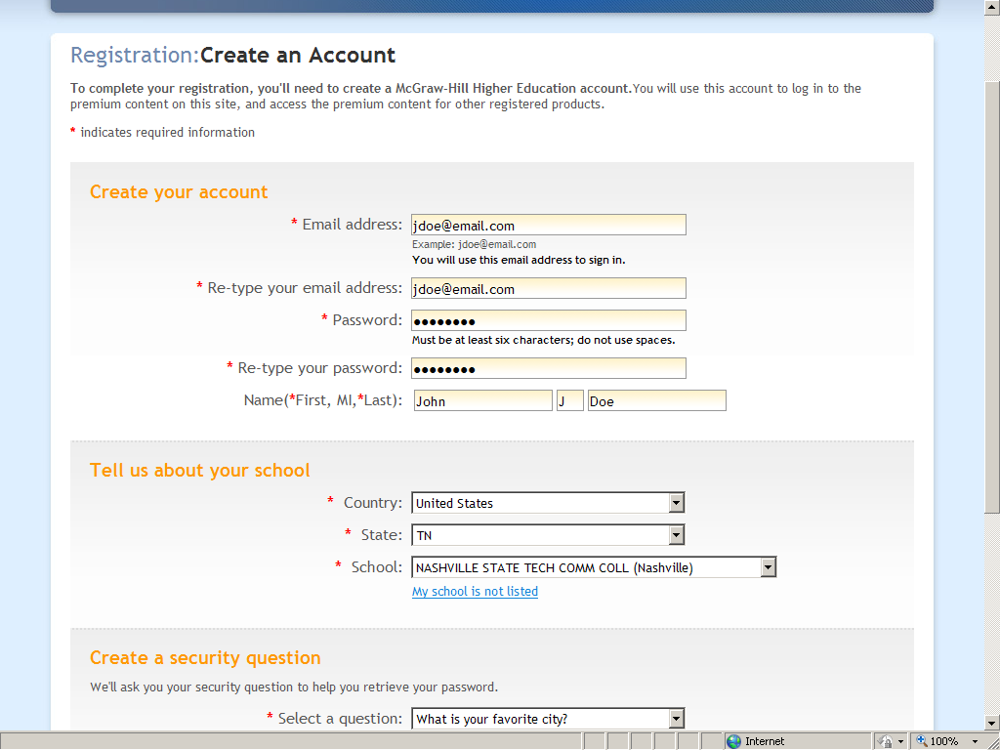 Registration:Create an Account
To complete your registration, you'll need to create a McGraw-Hill Higher Education account.You will use this account to log in to the
premium content on this site, and access the premium content for other registered products.
* indicates required information
Create your account
* Email address: jdoe@email.com
Example: jdoe@email.com
You will use this email address to sign in.
* Re-type your email address: jdoe@email.com
* Password: ●●●●●●●●
Must be at least six characters; do not use spaces.
* Re-type your password: ●●●●●●●●
Name(*First, MI,*Last): John J Doe
Tell us about your school
* Country: United States
* State: TN
* School: NASHVILLE STATE TECH COMM COLL (Nashville)
My school is not listed
Create a security question
We'll ask you your security question to help you retrieve your password.
* Select a question: What is your favorite city?
Internet 100%